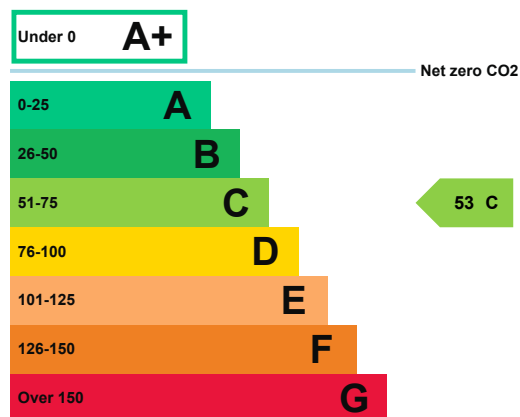 Under 0 A+
Net zero CO2
0-25 A
26-50 B
51-75 C
53 C
76-100 D
101-125 E
126-150 F
Over 150 G